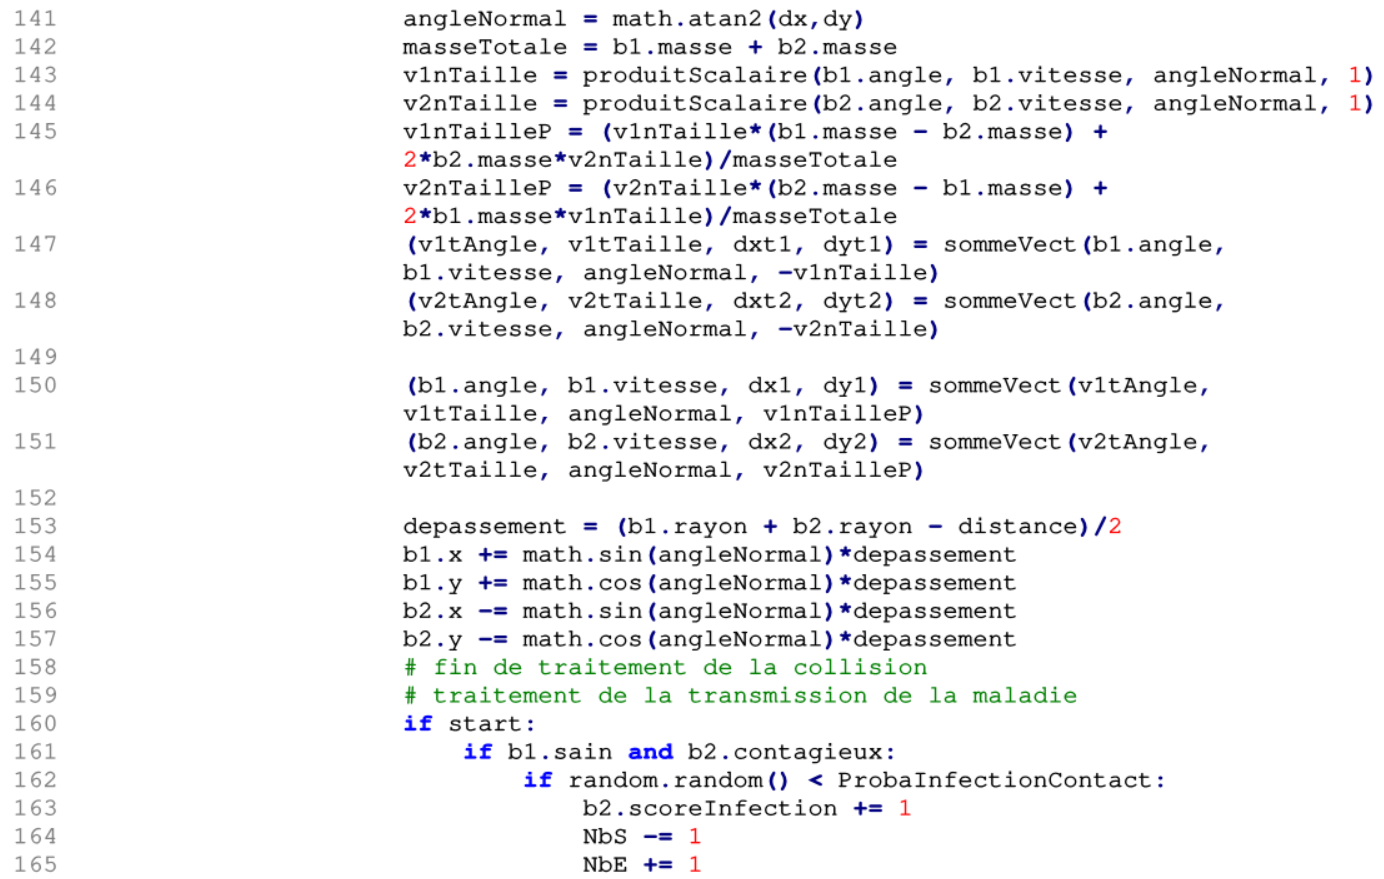 141 angleNormal = math.atan2(dx,dy)
142 masseTotale = b1.masse + b2.masse
143 v1nTaille = produitScalaire(b1.angle, b1.vitesse, angleNormal, 1)
144 v2nTaille = produitScalaire(b2.angle, b2.vitesse, angleNormal, 1)
145 v1nTailleP = (v1nTaille*(b1.masse - b2.masse) +
2*b2.masse*v2nTaille)/masseTotale
146 v2nTailleP = (v2nTaille*(b2.masse - b1.masse) +
2*b1.masse*v1nTaille)/masseTotale
147 (v1tAngle, v1tTaille, dxt1, dyt1) = sommeVect(b1.angle,
b1.vitesse, angleNormal, -v1nTaille)
148 (v2tAngle, v2tTaille, dxt2, dyt2) = sommeVect(b2.angle,
b2.vitesse, angleNormal, -v2nTaille)
149
150 (b1.angle, b1.vitesse, dx1, dy1) = sommeVect(v1tAngle,
v1tTaille, angleNormal, v1nTailleP)
151 (b2.angle, b2.vitesse, dx2, dy2) = sommeVect(v2tAngle,
v2tTaille, angleNormal, v2nTailleP)
152
153 depassement = (b1.rayon + b2.rayon - distance)/2
154 b1.x += math.sin(angleNormal)*depassement
155 b1.y += math.cos(angleNormal)*depassement
156 b2.x -= math.sin(angleNormal)*depassement
157 b2.y -= math.cos(angleNormal)*depassement
158 # fin de traitement de la collision
159 # traitement de la transmission de la maladie
160 if start:
161 if b1.sain and b2.contagieux:
162 if random.random() < ProbaInfectionContact:
163 b2.scoreInfection += 1
164 NbS -= 1
165 NbE += 1